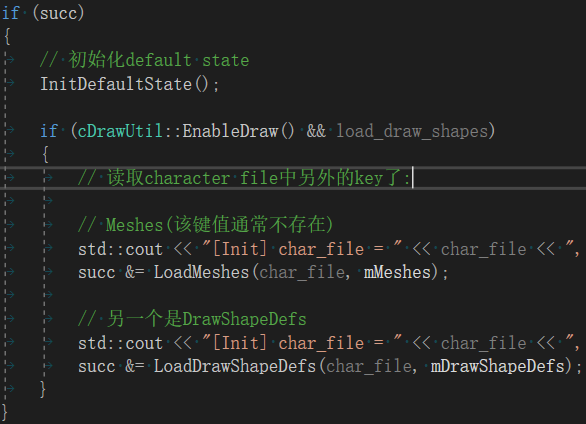 if (succ)
{
// 初始化default state
InitDefaultState();
if (cDrawUtil::EnableDraw() && load_draw_shapes)
{
// 读取character file中另外的key了:
// Meshes(该键值通常不存在)
std::cout << "[Init] char_file = " << char_file << ",
succ &= LoadMeshes(char_file, mMeshes);
// 另一个是DrawShapeDefs
std::cout << "[Init] char_file = " << char_file << ",
succ &= LoadDrawShapeDefs(char_file, mDrawShapeDefs);
}
}